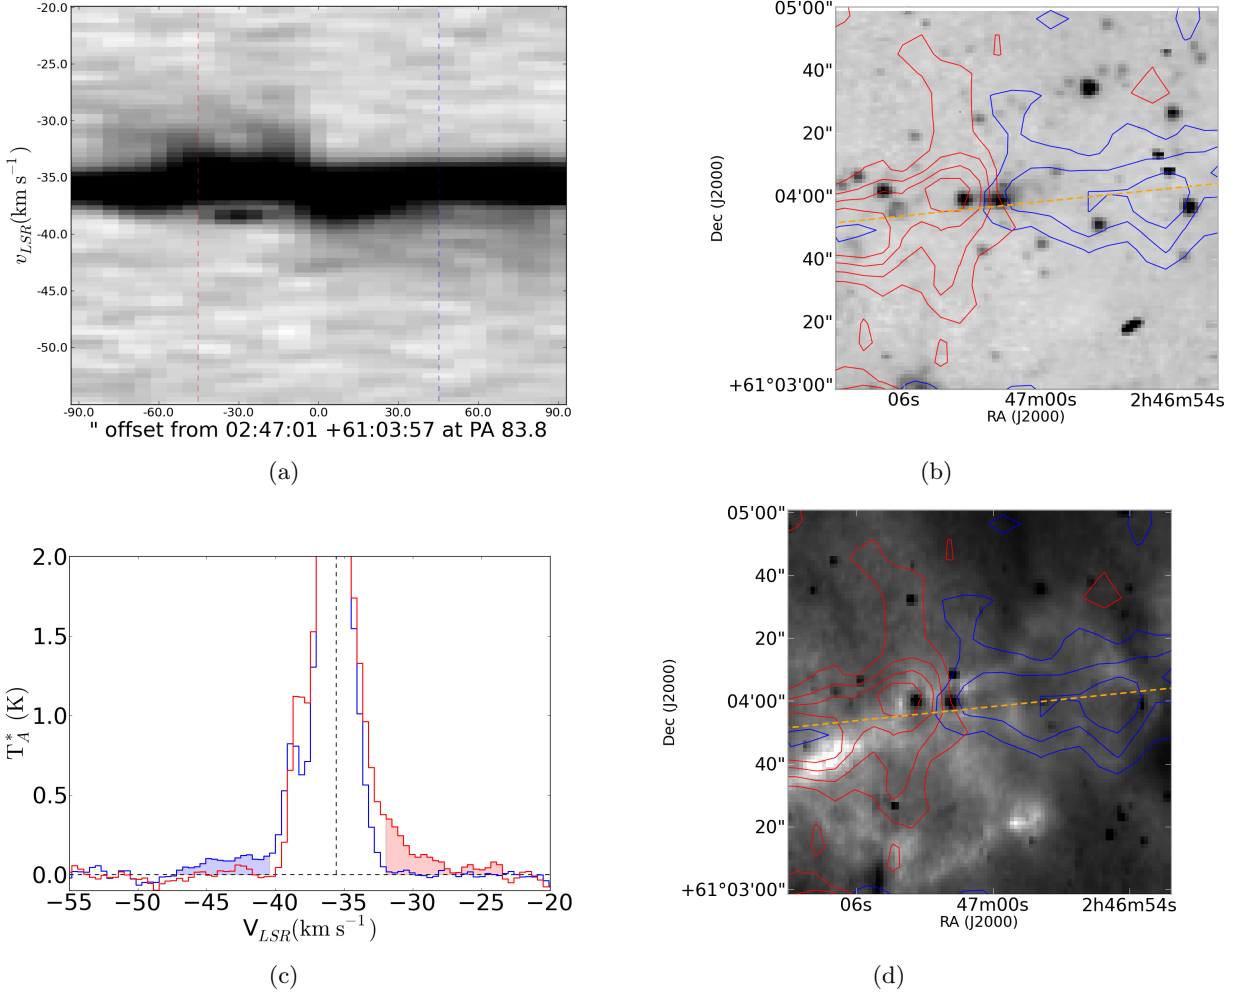 -20.0
-25.0
-30.0
-35.0
-40.0
-45.0
-50.0
v_LSR(km s⁻¹)
-90.0 -60.0 -30.0 0.0 30.0 60.0 90.0
" offset from 02:47:01 +61:03:57 at PA 83.8
(a)
05'00"
40"
20"
04'00"
40"
20"
+61°03'00"
Dec (J2000)
06s 47m00s 2h46m54s
RA (J2000)
(b)
2.0
1.5
1.0
0.5
0.0
T*_A (K)
−55 −50 −45 −40 −35 −30 −25 −20
V_LSR(km s⁻¹)
(c)
05'00"
40"
20"
04'00"
40"
20"
+61°03'00"
Dec (J2000)
06s 47m00s 2h46m54s
RA (J2000)
(d)